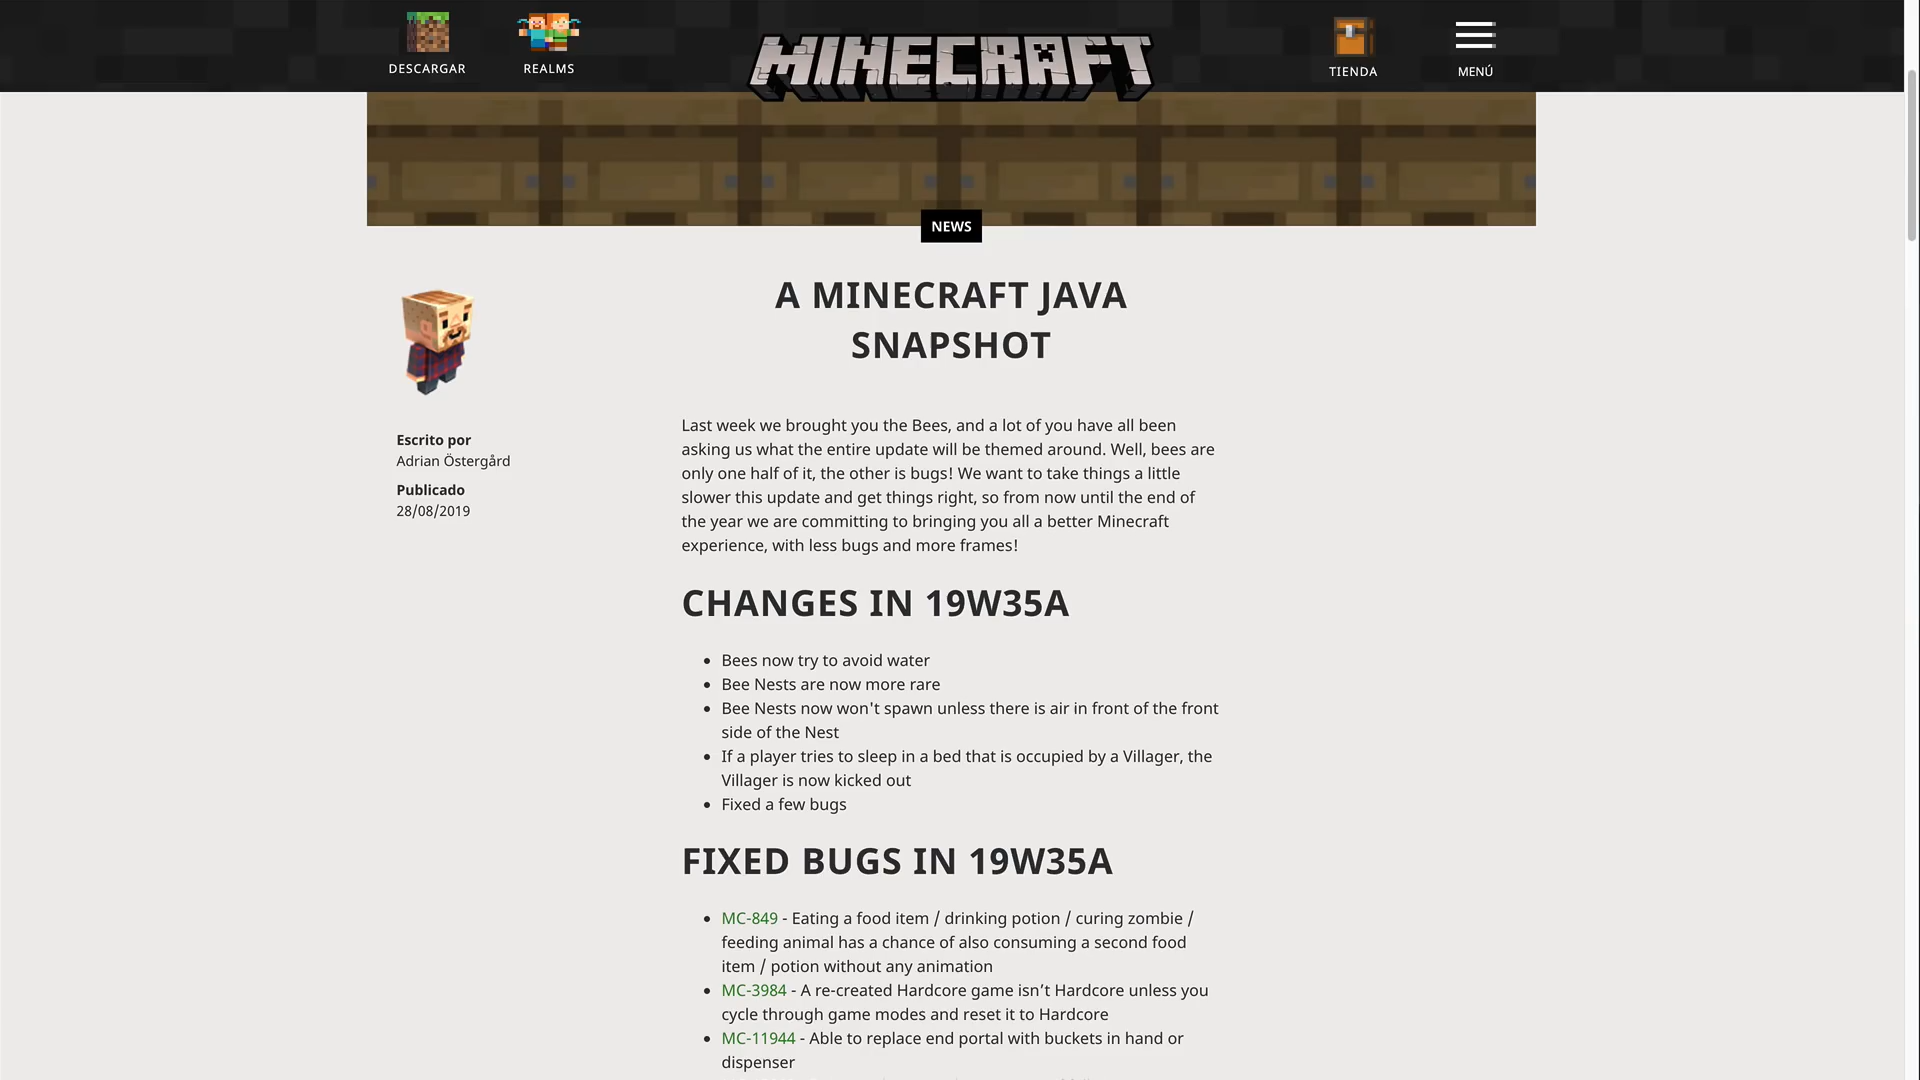 DESCARGAR
REALMS
MINECRAFT
TIENDA
MENÚ
NEWS
A MINECRAFT JAVA
SNAPSHOT
Escrito por
Adrian Östergård
Publicado
28/08/2019
Last week we brought you the Bees, and a lot of you have all been
asking us what the entire update will be themed around. Well, bees are
only one half of it, the other is bugs! We want to take things a little
slower this update and get things right, so from now until the end of
the year we are committing to bringing you all a better Minecraft
experience, with less bugs and more frames!
CHANGES IN 19W35A
• Bees now try to avoid water
• Bee Nests are now more rare
• Bee Nests now won't spawn unless there is air in front of the front
side of the Nest
• If a player tries to sleep in a bed that is occupied by a Villager, the
Villager is now kicked out
• Fixed a few bugs
FIXED BUGS IN 19W35A
• MC-849 - Eating a food item / drinking potion / curing zombie /
feeding animal has a chance of also consuming a second food
item / potion without any animation
• MC-3984 - A re-created Hardcore game isn’t Hardcore unless you
cycle through game modes and reset it to Hardcore
• MC-11944 - Able to replace end portal with buckets in hand or
dispenser